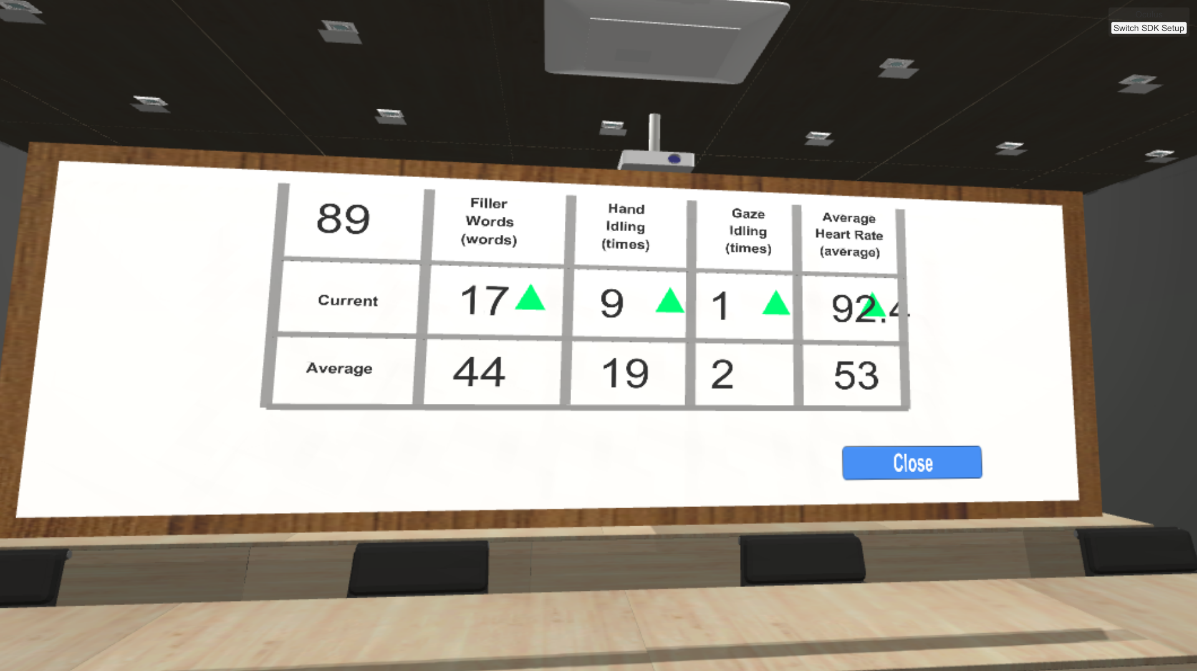 Switch SDK Setup
89
Filler
Words
(words)
Hand
Idling
(times)
Gaze
Idling
(times)
Average
Heart Rate
(average)
Current
17
9
1
92.4
Average
44
19
2
53
Close